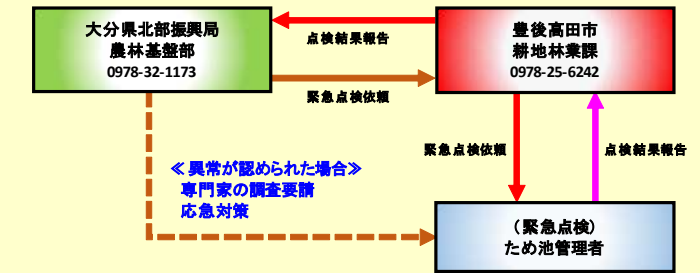 大分県北部振興局
農林基盤部
0978-32-1173
点検結果報告
緊急点検依頼
豊後高田市
耕地林業課
0978-25-6242
緊急点検依頼
点検結果報告
≪異常が認められた場合≫
専門家の調査要請
応急対策
（緊急点検）
ため池管理者